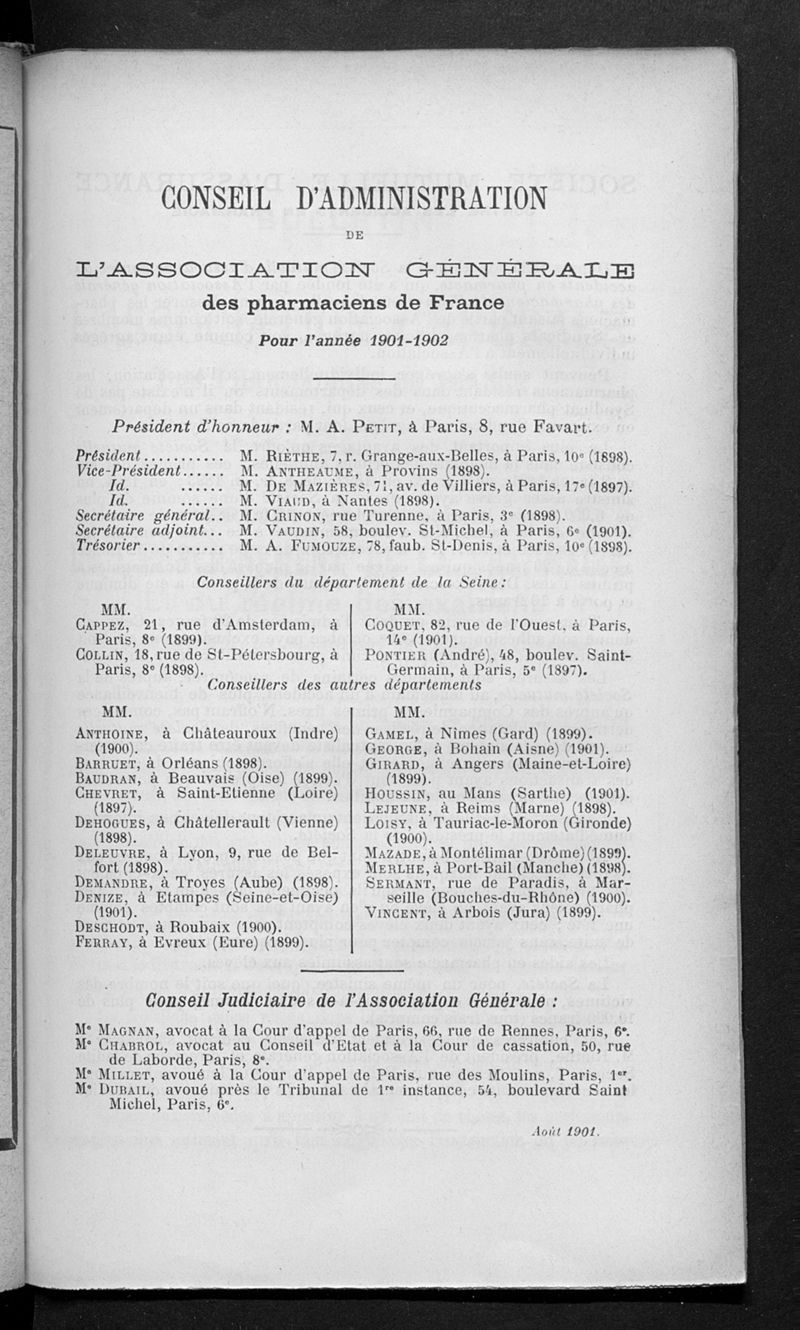 CONSEIL D'ADMINISTRATION
DE
L'ASSOCIATION GÉNÉRALE
des pharmaciens de France
Pour l'année 1901-1902
Président d'honneur : M. A. PETIT, à Paris, 8, rue Favart.
Président........... M. RIÈTHE, 7, r. Grange-aux-Belles, à Paris, 10e (1898).
Vice-Président...... M. ANTHEAUME, à Provins (1898).
Id. ...... M. DE MAZIÈRES, 71, av. de Villiers, à Paris, 17e (1897).
Id. ...... M. VIAUD, à Nantes (1898).
Secrétaire général.. M. CRINON, rue Turenne, à Paris, 3e (1898).
Secrétaire adjoint... M. VAUDIN, 58, boulev. St-Michel, à Paris, 6e (1901).
Trésorier........... M. A. FUMOUZE, 78, faub. St-Denis, à Paris, 10e (1898).
Conseillers du département de la Seine :
MM.
CAPPEZ, 21, rue d'Amsterdam, à
Paris, 8e (1899).
COLLIN, 18, rue de St-Pétersbourg, à
Paris, 8e (1898).
MM.
COQUET, 82, rue de l'Ouest, à Paris,
14e (1901).
PONTIER (André), 48, boulev. Saint-
Germain, à Paris, 5e (1897).
Conseillers des autres départements
MM.
ANTHOINE, à Châteauroux (Indre)
(1900).
BARRUET, à Orléans (1898).
BAUDRAN, à Beauvais (Oise) (1899).
CHEVRET, à Saint-Etienne (Loire)
(1897).
DEHOGUES, à Châtellerault (Vienne)
(1898).
DELEUVRE, à Lyon, 9, rue de Bel-
fort (1898).
DEMANDRE, à Troyes (Aube) (1898).
DENIZE, à Etampes (Seine-et-Oise)
(1901).
DESCHODT, à Roubaix (1900).
FERRAY, à Evreux (Eure) (1899).
MM.
GAMEL, à Nîmes (Gard) (1899).
GEORGE, à Bohain (Aisne) (1901).
GIRARD, à Angers (Maine-et-Loire)
(1899).
HOUSSIN, au Mans (Sarthe) (1901).
LEJEUNE, à Reims (Marne) (1898).
LOISY, à Tauriac-le-Moron (Gironde)
(1900).
MAZADE, à Montélimar (Drôme) (1899).
MERLHE, à Port-Bail (Manche) (1898).
SERMANT, rue de Paradis, à Mar-
seille (Bouches-du-Rhône) (1900).
VINCENT, à Arbois (Jura) (1899).
Conseil Judiciaire de l'Association Générale :
Me MAGNAN, avocat à la Cour d'appel de Paris, 66, rue de Rennes, Paris, 6e.
Me CHABROL, avocat au Conseil d'Etat et à la Cour de cassation, 50, rue
de Laborde, Paris, 8e.
Me MILLET, avoué à la Cour d'appel de Paris, rue des Moulins, Paris, 1er.
Me DUBAIL, avoué près le Tribunal de 1re instance, 54, boulevard Saint
Michel, Paris, 6e.
Août 1901.